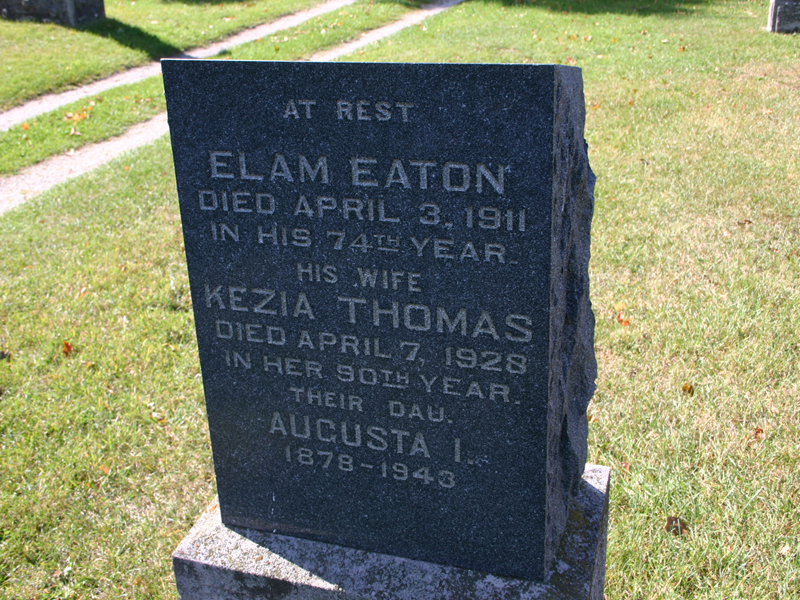 AT REST
ELAM EATON
DIED APRIL 3, 1911
IN HIS 74TH YEAR.
HIS WIFE
KEZIA THOMAS
DIED APRIL 7, 1928
IN HER 90TH YEAR.
THEIR DAU.
AUGUSTA I.
1878-1943